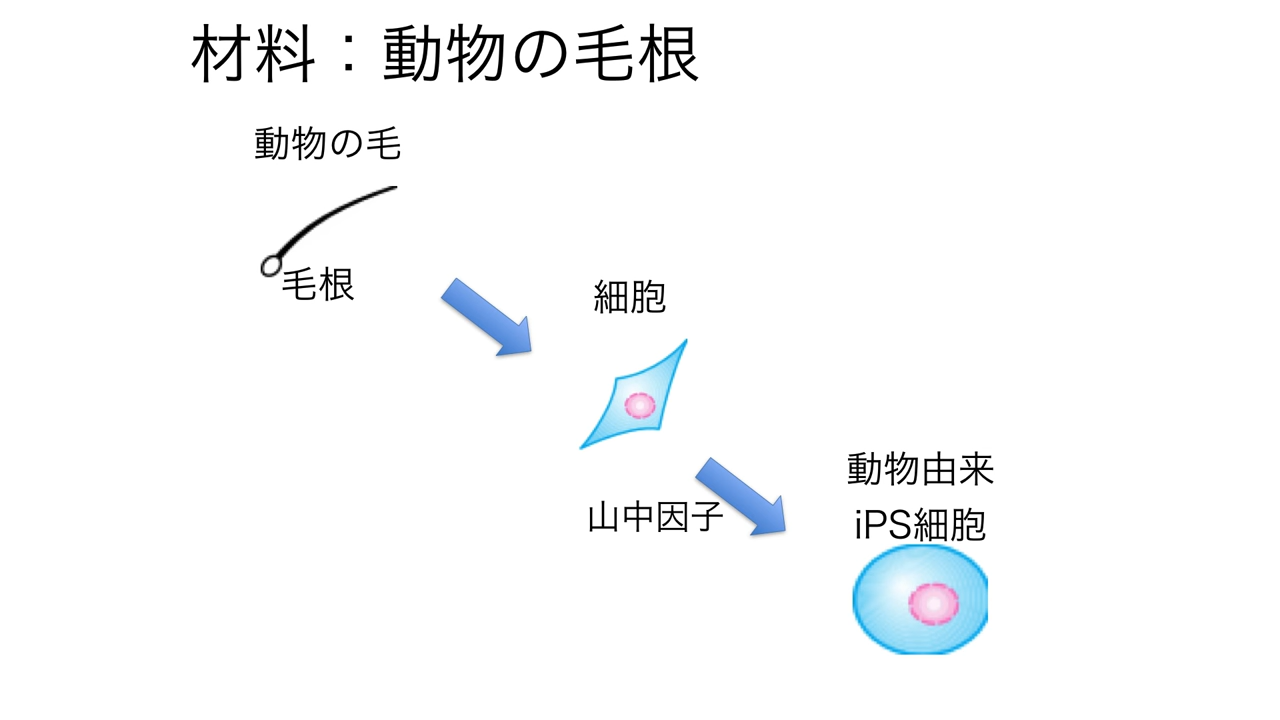 材料：動物の毛根
動物の毛
毛根
細胞
山中因子
動物由来
iPS細胞